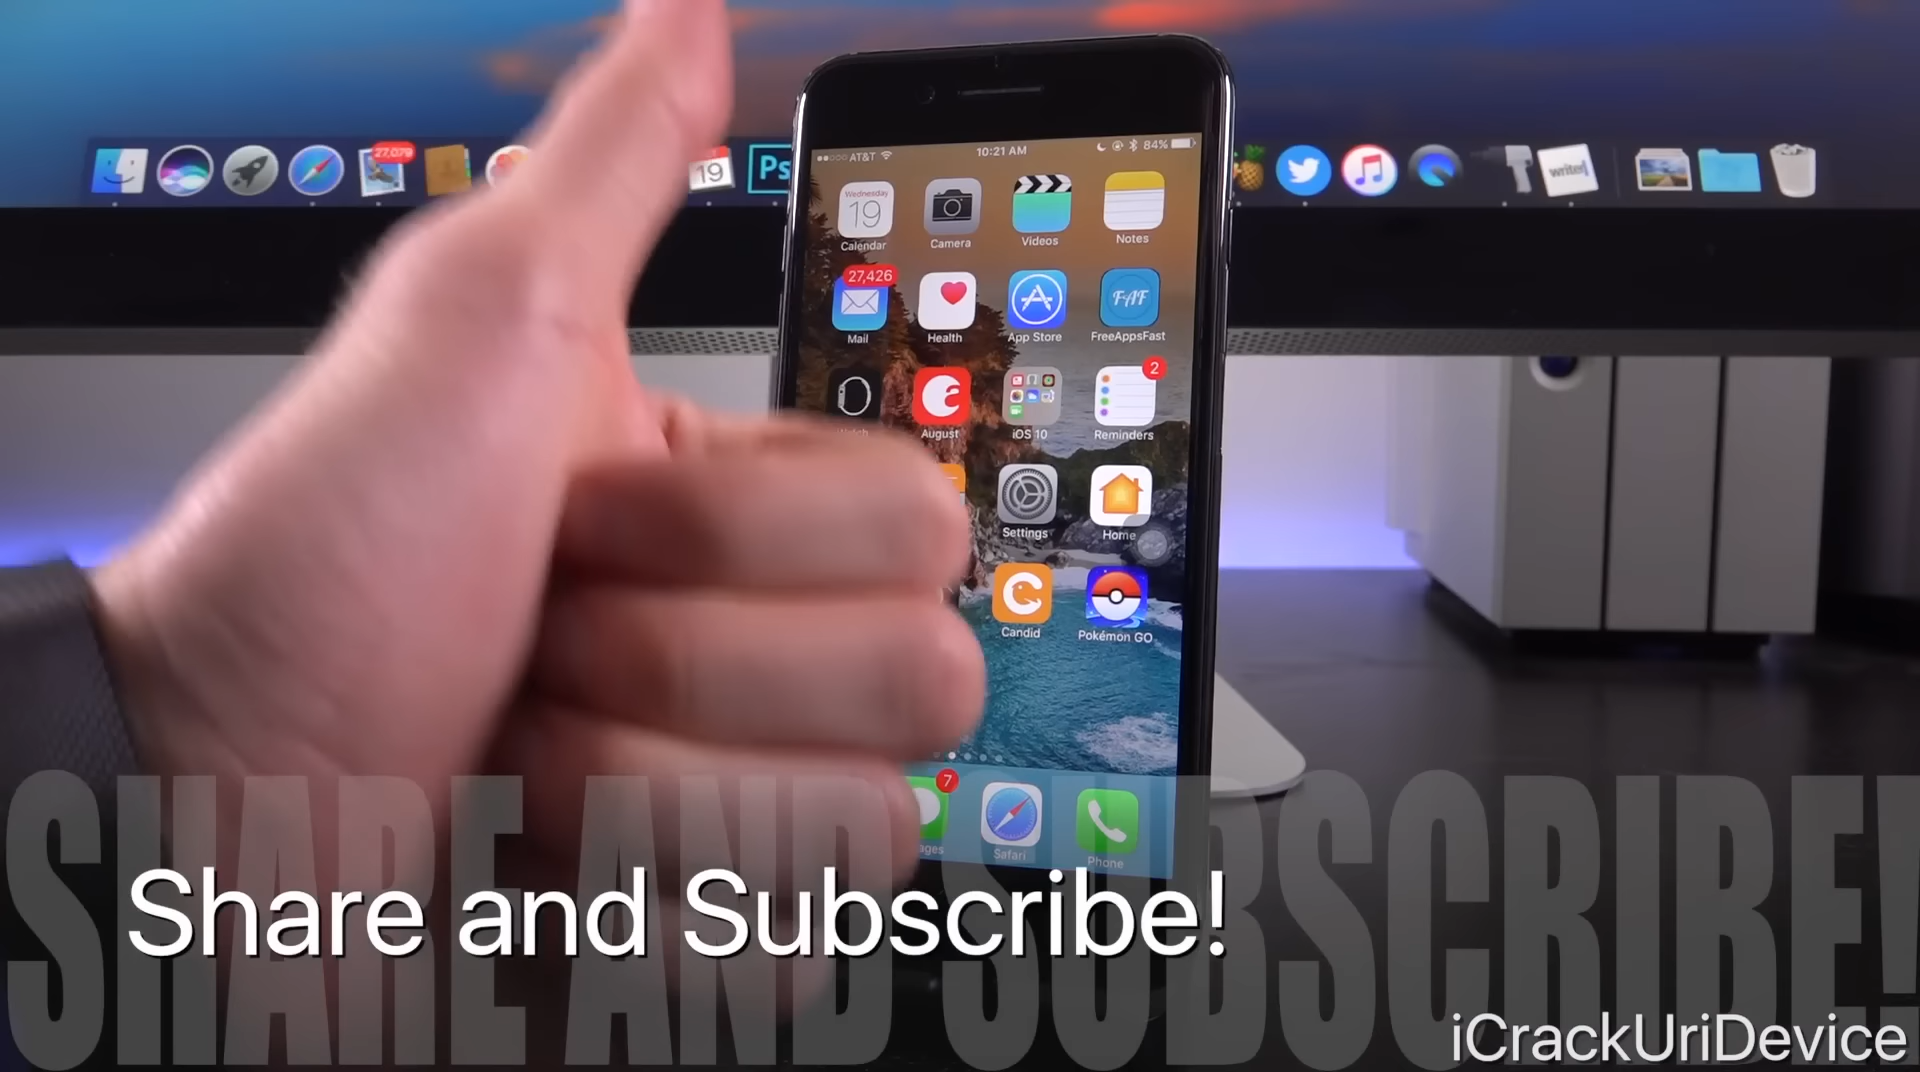 27,079
19
Ps
writer
AT&T 10:21 AM 84%
Wednesday
19
Calendar Camera Videos Notes
27,426
FAF
Mail Health App Store FreeAppsFast
2
a
Watch August iOS 10 Reminders
Settings Home
Candid Pokémon GO
7
ages Safari Phone
SHARE AND SUBSCRIBE!
Share and Subscribe!
iCrackUriDevice